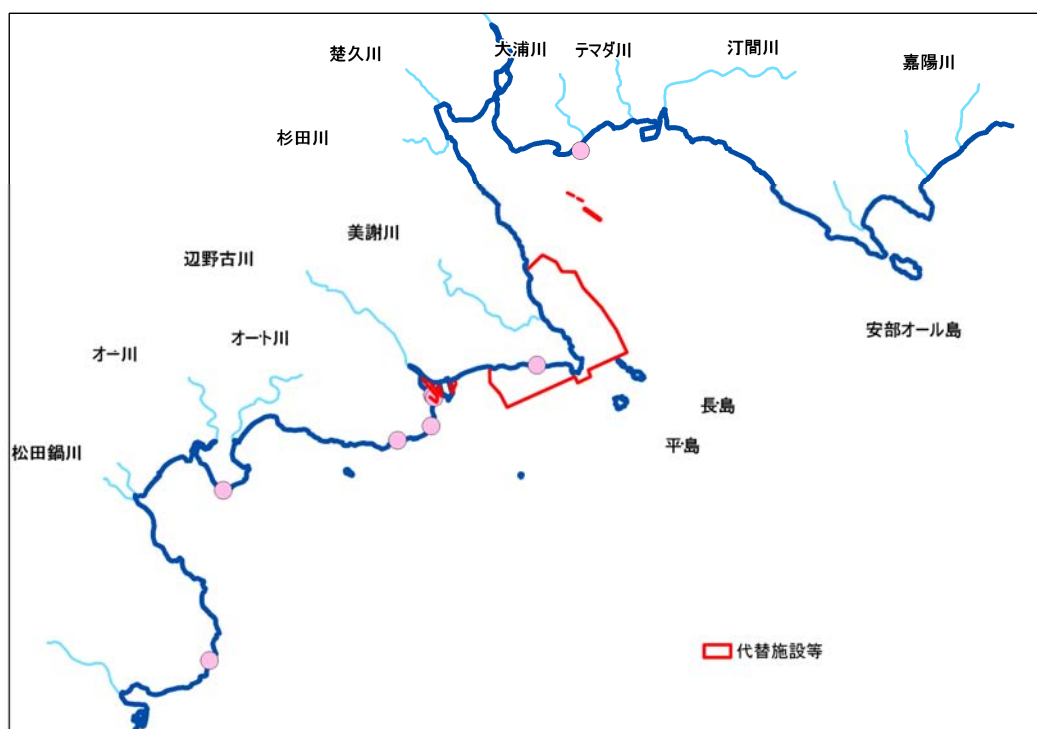 楚久川
大浦川
テマダ川
汀間川
嘉陽川
杉田川
美謝川
辺野古川
オート川
オー川
松田鍋川
安部オール島
長島
平島
代替施設等